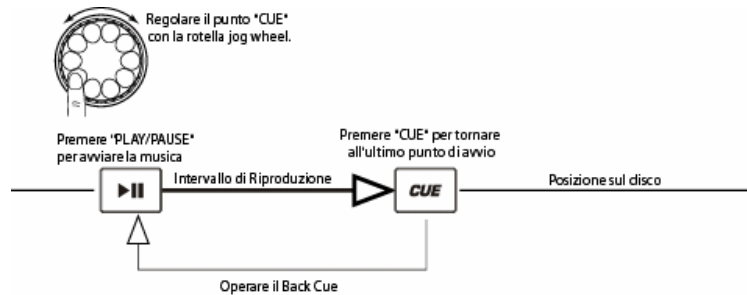 Regolare il punto "CUE"
con la rotella jog wheel.
Premere "PLAY/PAUSE"
per avviare la musica
Premere "CUE" per tornare
all'ultimo punto di avvio
Intervallo di Riproduzione
CUE
Posizione sul disco
Operare il Back Cue